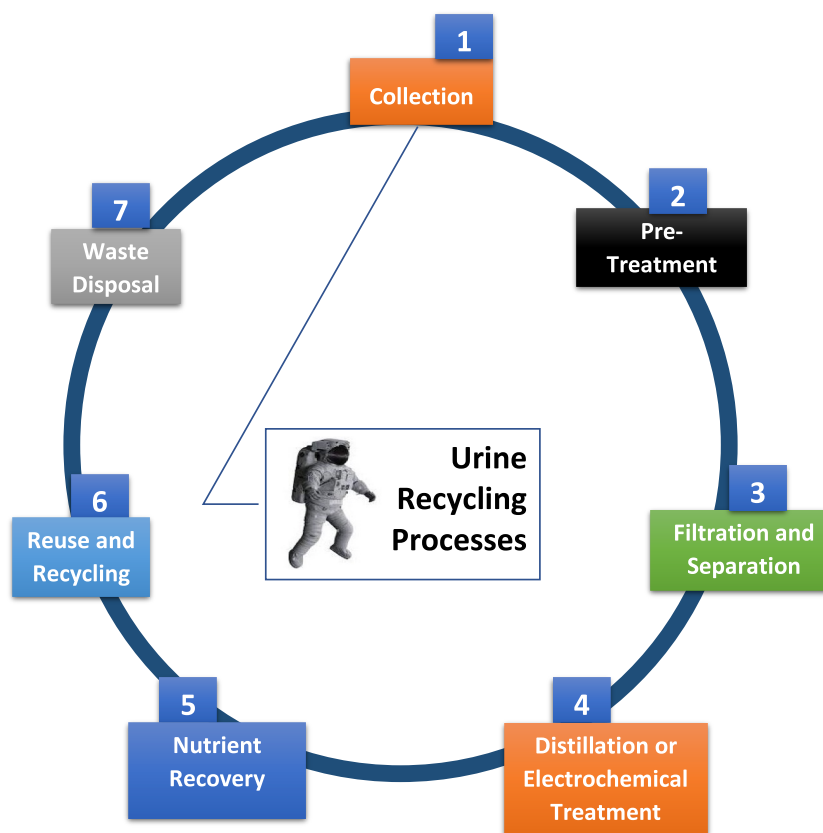 1
Collection
2
Pre-
Treatment
3
Filtration and
Separation
4
Distillation or
Electrochemical
Treatment
5
Nutrient
Recovery
6
Reuse and
Recycling
7
Waste
Disposal
Urine
Recycling
Processes